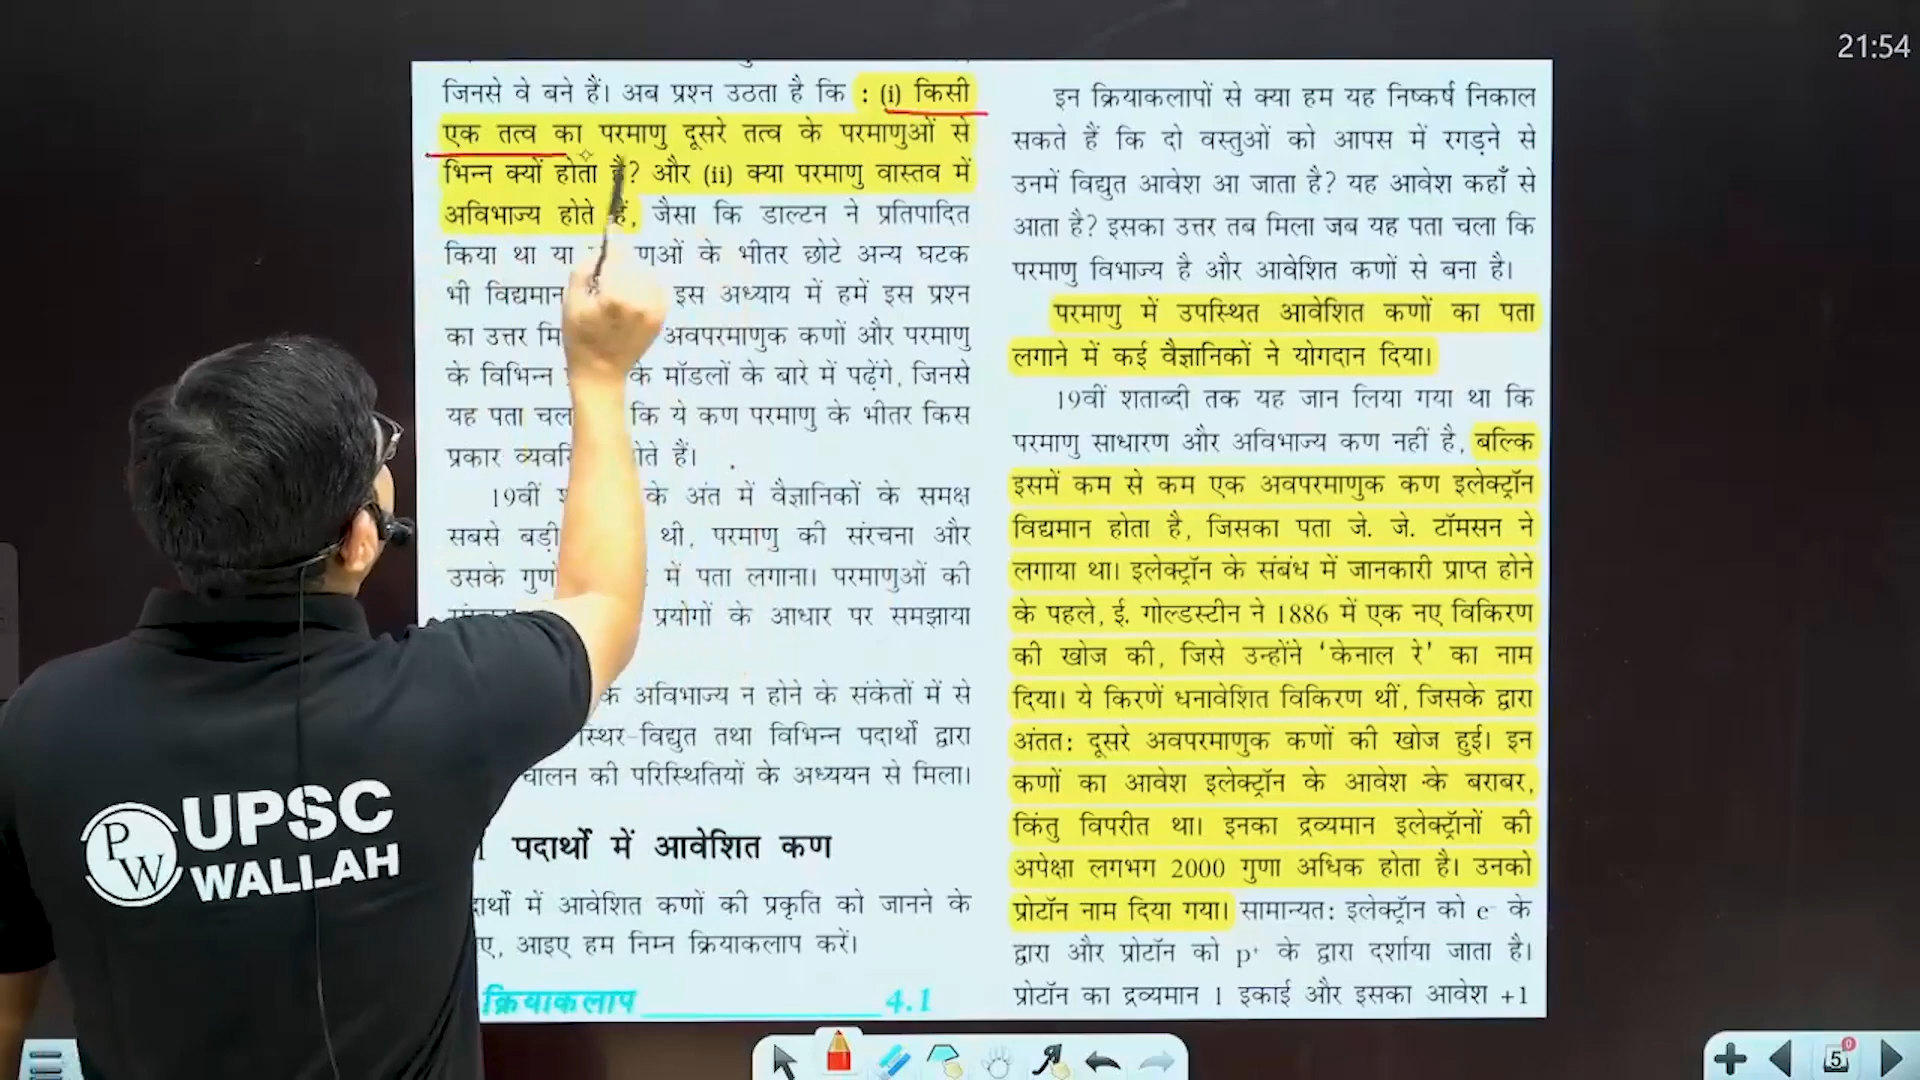 21:54
जिनसे वे बने हैं। अब प्रश्न उठता है कि : (i) किसी
एक तत्व का परमाणु दूसरे तत्व के परमाणुओं से
भिन्न क्यों होता है? और (ii) क्या परमाणु वास्तव में
अविभाज्य होते हैं, जैसा कि डाल्टन ने प्रतिपादित
किया था या णुओं के भीतर छोटे अन्य घटक
भी विद्यमान इस अध्याय में हमें इस प्रश्न
का उत्तर अवपरमाणुक कणों और परमाणु
के विभिन्न के मॉडलों के बारे में पढ़ेंगे, जिनसे
यह पता कि ये कण परमाणु के भीतर किस
प्रकार होते हैं।
19वीं के अंत में वैज्ञानिकों के समक्ष
सबसे बड़ी थी, परमाणु की संरचना और
उसके में पता लगाना। परमाणुओं की
प्रयोगों के आधार पर समझाया
के अविभाज्य न होने के संकेतों में से
स्थिर-विद्युत तथा विभिन्न पदार्थों द्वारा
चालन की परिस्थितियों के अध्ययन से मिला।
पदार्थों में आवेशित कण
में आवेशित कणों की प्रकृति को जानने के
आइए हम निम्न क्रियाकलाप करें।
क्रियाकलाप ____________ 4.1
इन क्रियाकलापों से क्या हम यह निष्कर्ष निकाल
सकते हैं कि दो वस्तुओं को आपस में रगड़ने से
उनमें विद्युत आवेश आ जाता है? यह आवेश कहाँ से
आता है? इसका उत्तर तब मिला जब यह पता चला कि
परमाणु विभाज्य है और आवेशित कणों से बना है।
परमाणु में उपस्थित आवेशित कणों का पता
लगाने में कई वैज्ञानिकों ने योगदान दिया।
19वीं शताब्दी तक यह जान लिया गया था कि
परमाणु साधारण और अविभाज्य कण नहीं है, बल्कि
इसमें कम से कम एक अवपरमाणुक कण इलेक्ट्रॉन
विद्यमान होता है, जिसका पता जे. जे. टॉमसन ने
लगाया था। इलेक्ट्रॉन के संबंध में जानकारी प्राप्त होने
के पहले, ई. गोल्डस्टीन ने 1886 में एक नए विकिरण
की खोज की, जिसे उन्होंने ‘केनाल रे’ का नाम
दिया। ये किरणें धनावेशित विकिरण थीं, जिसके द्वारा
अंतत: दूसरे अवपरमाणुक कणों की खोज हुई। इन
कणों का आवेश इलेक्ट्रॉन के आवेश के बराबर,
किंतु विपरीत था। इनका द्रव्यमान इलेक्ट्रॉनों की
अपेक्षा लगभग 2000 गुणा अधिक होता है। उनको
प्रोटॉन नाम दिया गया। सामान्यत: इलेक्ट्रॉन को e⁻ के
द्वारा और प्रोटॉन को p⁺ के द्वारा दर्शाया जाता है।
प्रोटॉन का द्रव्यमान 1 इकाई और इसका आवेश +1
PW
UPSC
WALLAH
5
0